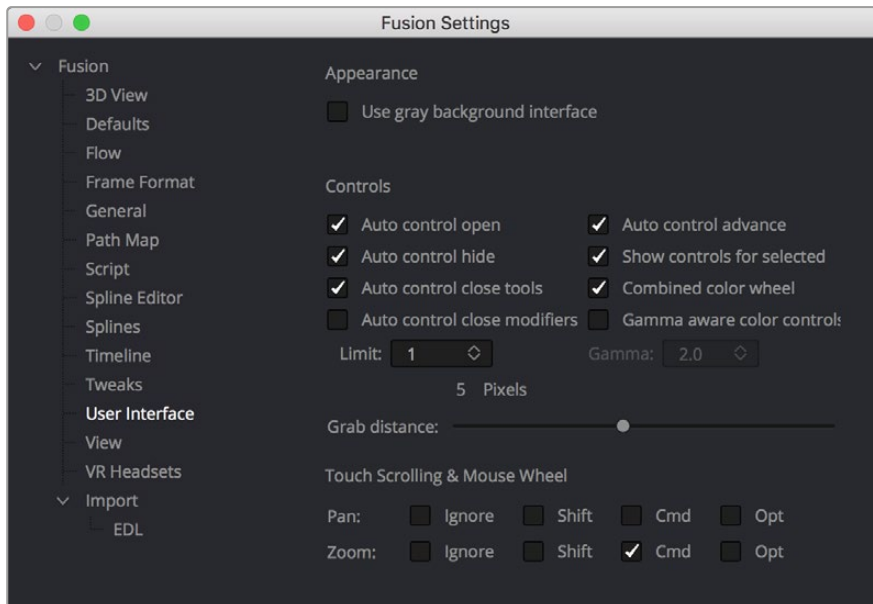 Fusion Settings
Fusion
3D View
Defaults
Flow
Frame Format
General
Path Map
Script
Spline Editor
Splines
Timeline
Tweaks
User Interface
View
VR Headsets
Import
EDL
Appearance
Use gray background interface
Controls
Auto control open
Auto control advance
Auto control hide
Show controls for selected
Auto control close tools
Combined color wheel
Auto control close modifiers
Gamma aware color controls
Limit: 1
Gamma: 2.0
5 Pixels
Grab distance:
Touch Scrolling & Mouse Wheel
Pan: Ignore Shift Cmd Opt
Zoom: Ignore Shift Cmd Opt